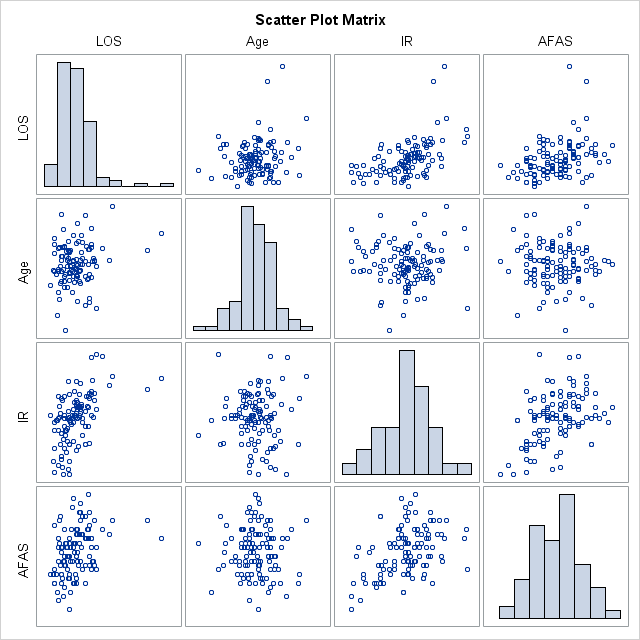 Scatter Plot Matrix
LOS Age IR AFAS
LOS
Age
IR
AFAS